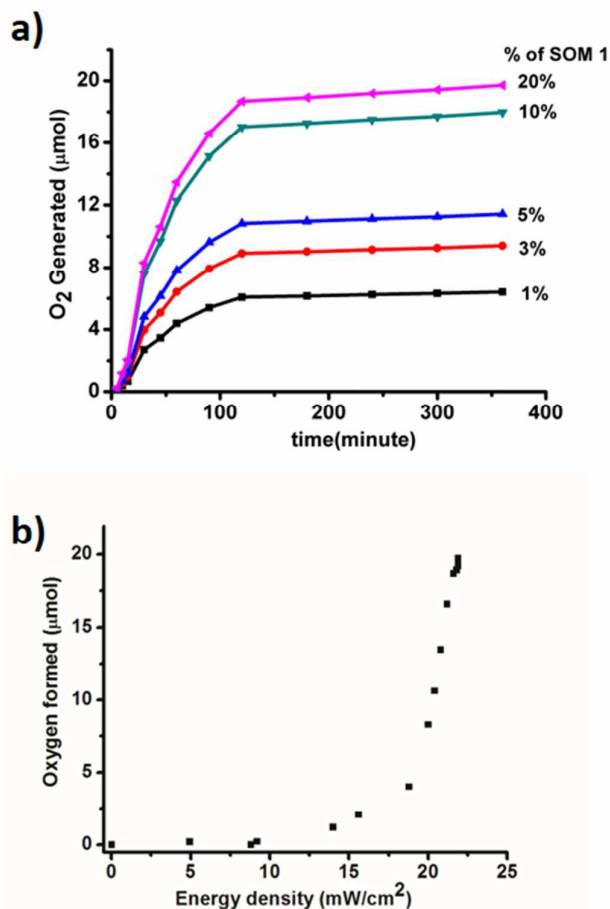 a)
% of SOM 1
20%
10%
5%
3%
1%
O2 Generated (μmol)
20
16
12
8
4
0
0 100 200 300 400
time(minute)
b)
Oxygen formed (μmol)
20
15
10
5
0
0 5 10 15 20 25
Energy density (mW/cm²)